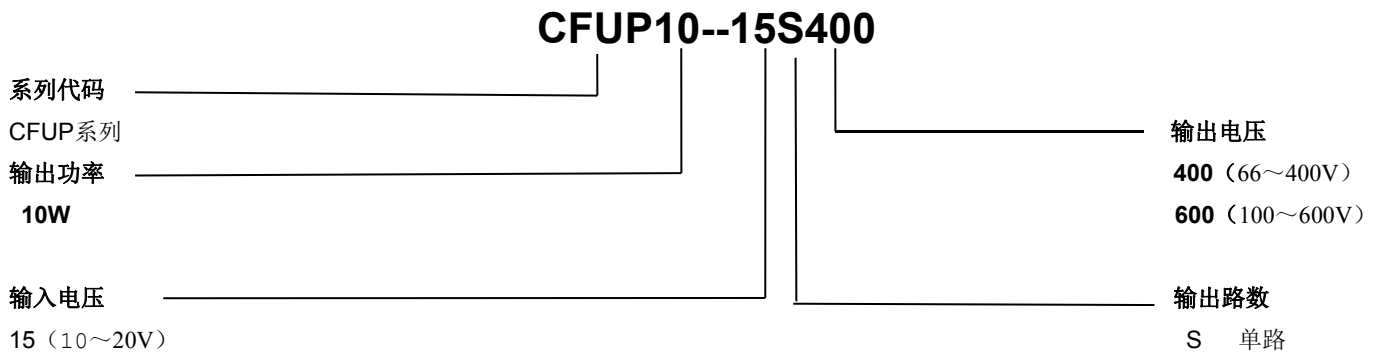 CFUP10--15S400
系列代码
CFUP系列
输出功率
10W
输入电压
15（10～20V）
输出电压
400（66～400V）
600（100～600V）
输出路数
S 单路